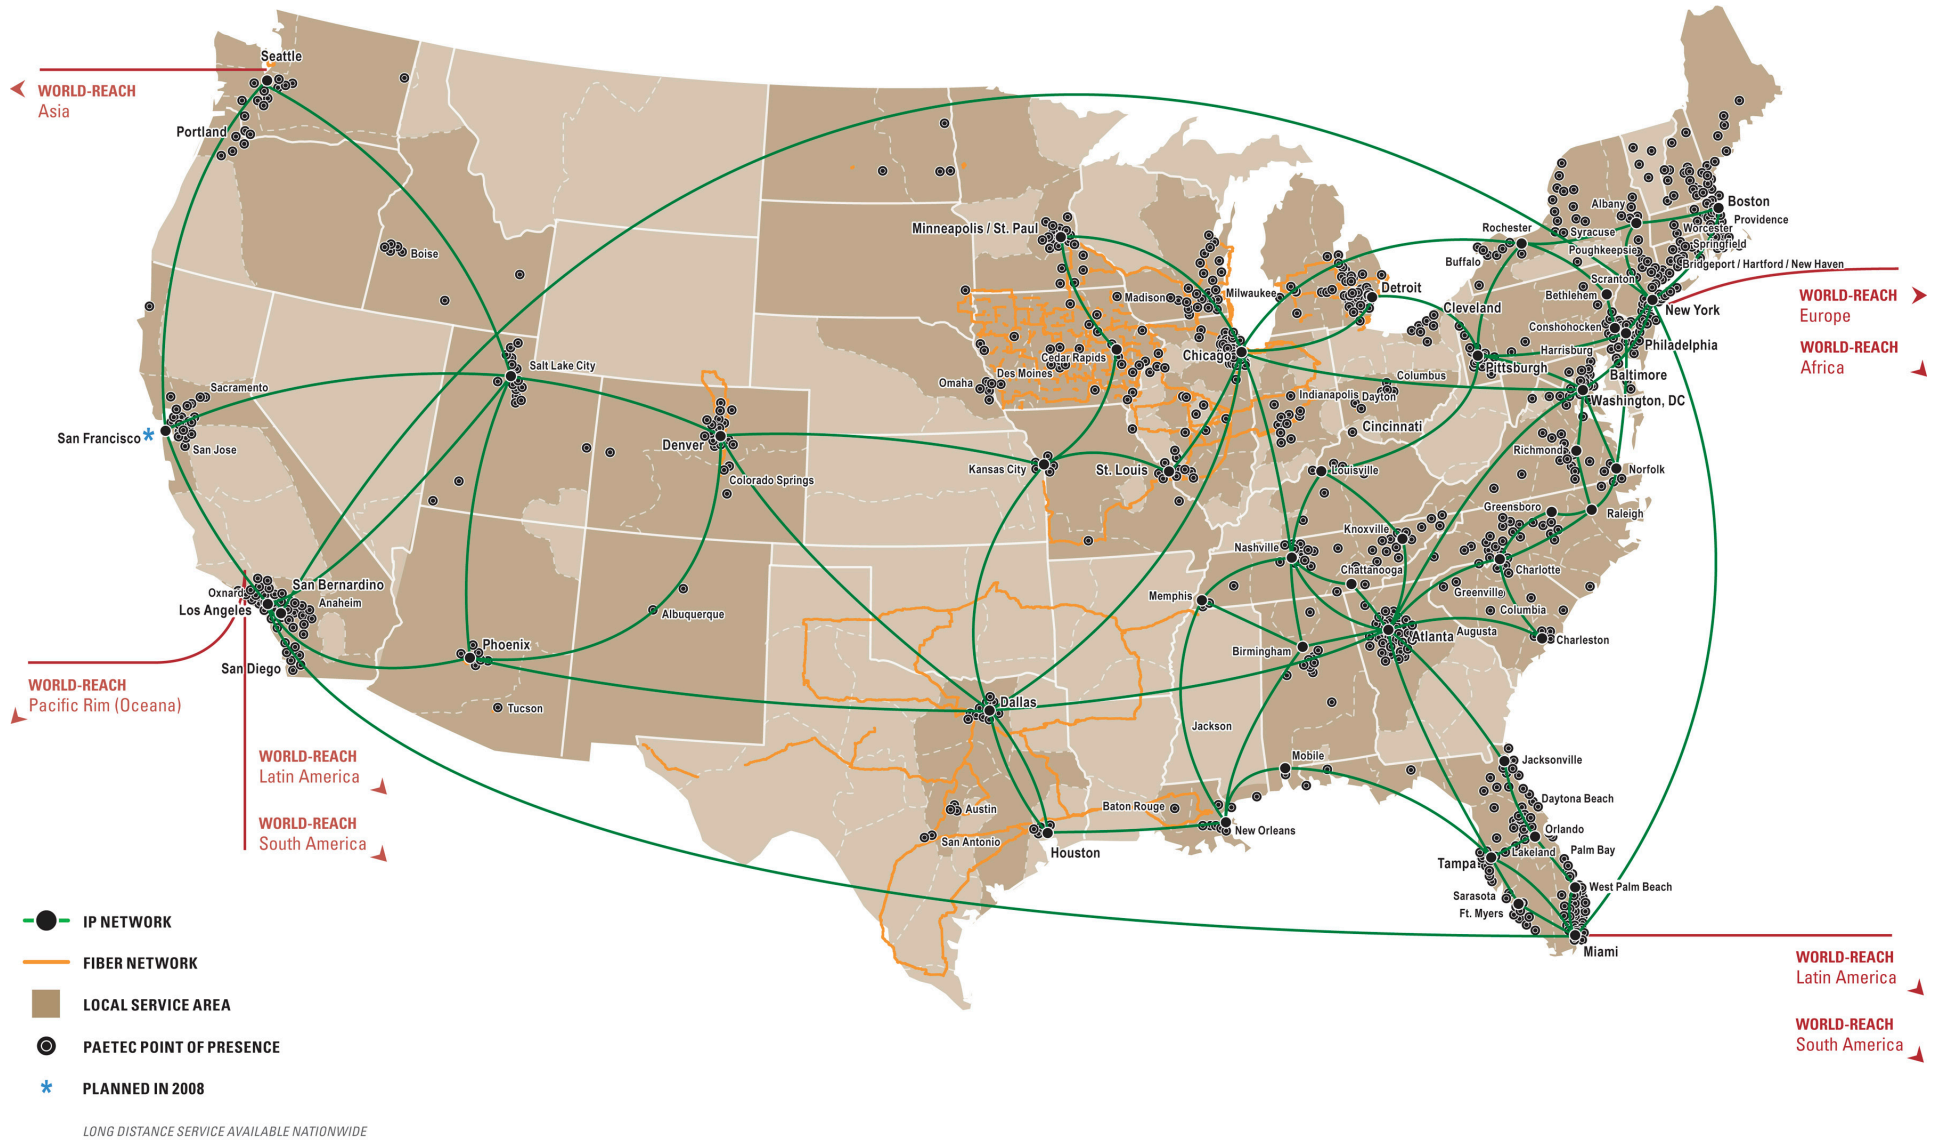 Seattle
WORLD-REACH
Asia
Portland
Boise
Minneapolis / St. Paul
Rochester
Buffalo
Syracuse
Albany
Boston
Providence
Worcester
Springfield
Poughkeepsie
Bridgeport / Hartford / New Haven
Scranton
Bethlehem
New York
WORLD-REACH
Europe
WORLD-REACH
Africa
Madison
Milwaukee
Detroit
Cleveland
Conshohocken
Philadelphia
Harrisburg
Pittsburgh
Baltimore
Washington, DC
Salt Lake City
Sacramento
San Francisco*
San Jose
Denver
Colorado Springs
Omaha
Des Moines
Cedar Rapids
Chicago
Columbus
Indianapolis
Dayton
Cincinnati
Kansas City
St. Louis
Louisville
Richmond
Norfolk
Greensboro
Raleigh
Knoxville
Nashville
Chattanooga
Charlotte
Greenville
Columbia
Memphis
Birmingham
Atlanta
Augusta
Charleston
San Bernardino
Oxnard
Los Angeles
Anaheim
San Diego
Phoenix
Tucson
Albuquerque
WORLD-REACH
Pacific Rim (Oceana)
WORLD-REACH
Latin America
WORLD-REACH
South America
Dallas
Jackson
Mobile
Austin
San Antonio
Houston
Baton Rouge
New Orleans
Jacksonville
Daytona Beach
Orlando
Lakeland
Palm Bay
Tampa
West Palm Beach
Sarasota
Ft. Myers
Miami
WORLD-REACH
Latin America
WORLD-REACH
South America
IP NETWORK
FIBER NETWORK
LOCAL SERVICE AREA
PAETEC POINT OF PRESENCE
* PLANNED IN 2008
LONG DISTANCE SERVICE AVAILABLE NATIONWIDE